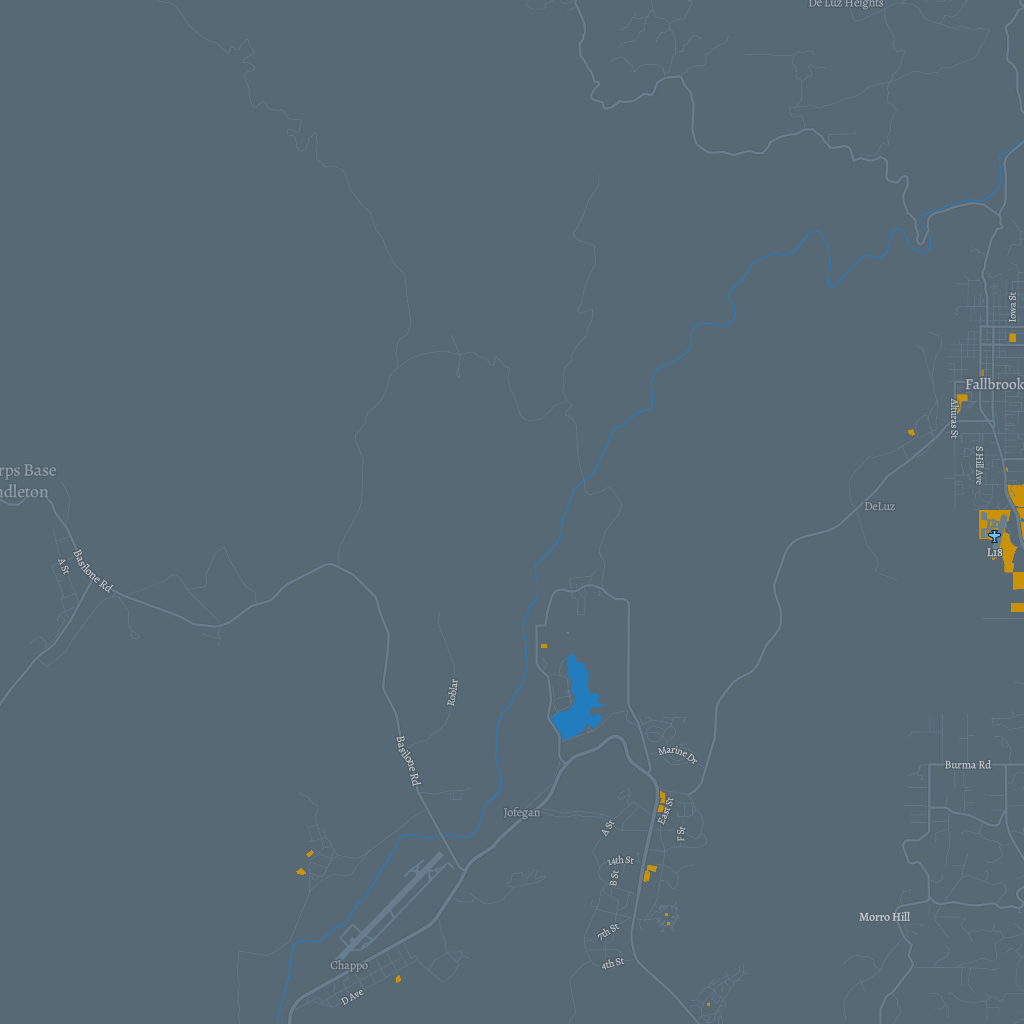 De Luz Heights
Iowa St
Fallbrook
Alturas St
S Hill Ave
rps Base
ndleton
DeLuz
L18
A St
Basilone Rd
Roblar
Basilone Rd
Marine Dr
Burma Rd
Jofegan
East St
A St
F St
14th St
B St
Morro Hill
7th St
4th St
Chappo
D Ave